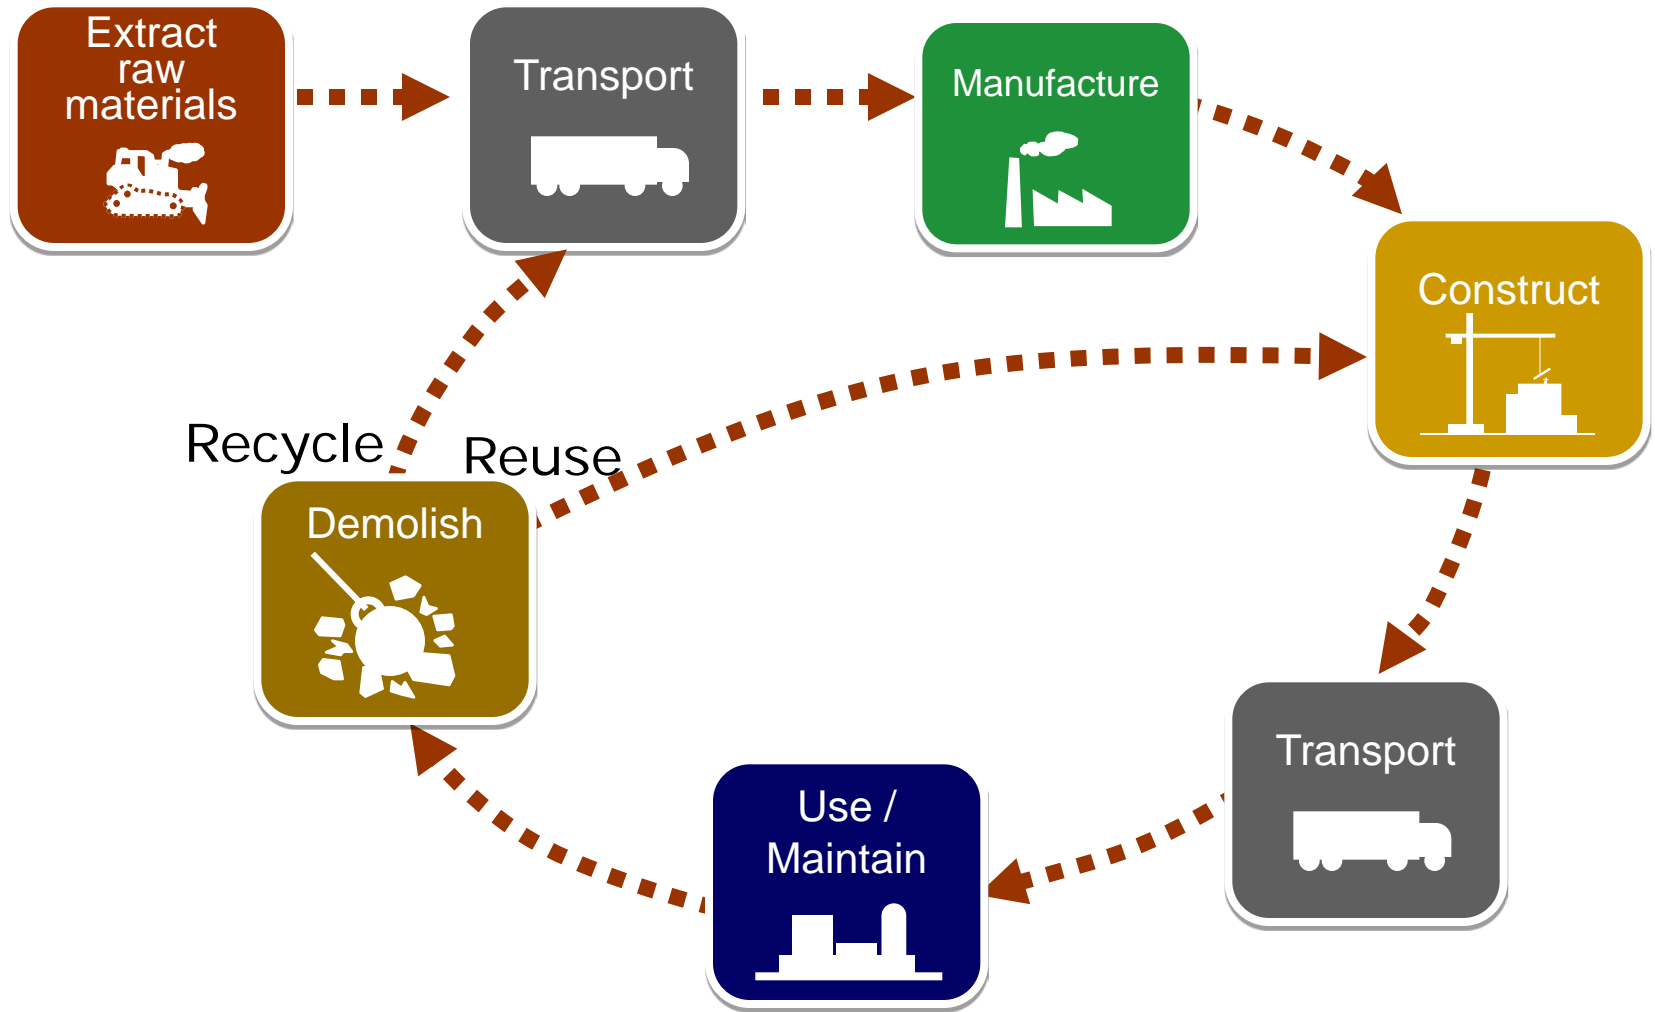 Extract
raw
materials
Transport
Manufacture
Construct
Recycle
Reuse
Demolish
Transport
Use /
Maintain